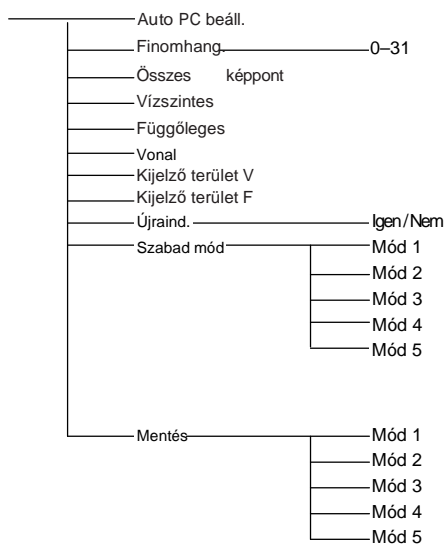 Auto PC beáll.
Finomhang. 0–31
Összes képpont
Vízszintes
Függőleges
Vonal
Kijelző terület V
Kijelző terület F
Újraind. Igen/Nem
Szabad mód Mód 1
Mód 2
Mód 3
Mód 4
Mód 5
Mentés Mód 1
Mód 2
Mód 3
Mód 4
Mód 5